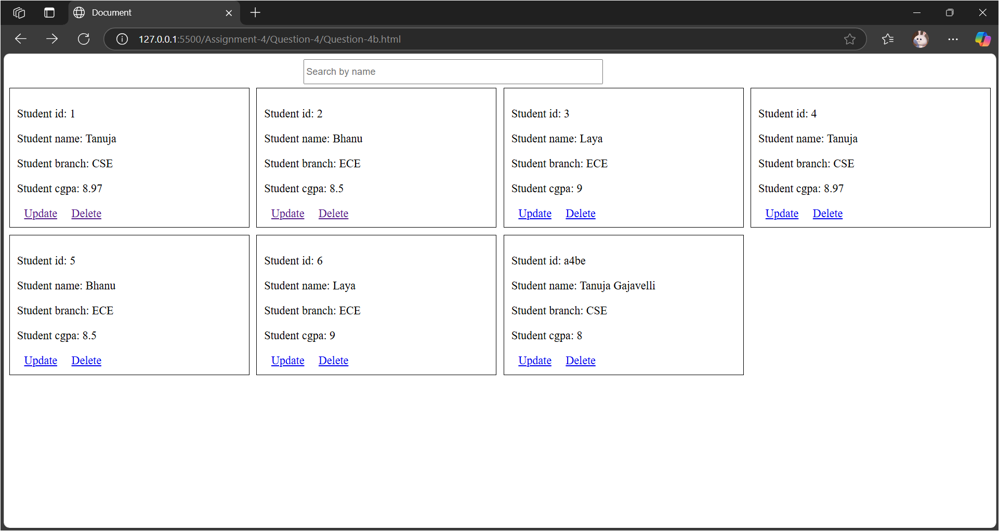 Document
127.0.0.1:5500/Assignment-4/Question-4/Question-4b.html
Search by name
Student id: 1
Student name: Tanuja
Student branch: CSE
Student cgpa: 8.97
Update Delete
Student id: 2
Student name: Bhanu
Student branch: ECE
Student cgpa: 8.5
Update Delete
Student id: 3
Student name: Laya
Student branch: ECE
Student cgpa: 9
Update Delete
Student id: 4
Student name: Tanuja
Student branch: CSE
Student cgpa: 8.97
Update Delete
Student id: 5
Student name: Bhanu
Student branch: ECE
Student cgpa: 8.5
Update Delete
Student id: 6
Student name: Laya
Student branch: ECE
Student cgpa: 9
Update Delete
Student id: a4be
Student name: Tanuja Gajavelli
Student branch: CSE
Student cgpa: 8
Update Delete